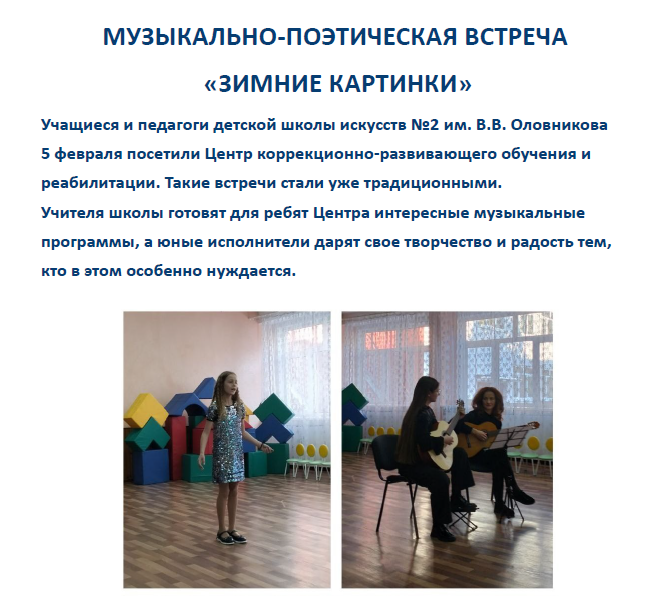 МУЗЫКАЛЬНО-ПОЭТИЧЕСКАЯ ВСТРЕЧА
«ЗИМНИЕ КАРТИНКИ»
Учащиеся и педагоги детской школы искусств №2 им. В.В. Оловникова
5 февраля посетили Центр коррекционно-развивающего обучения и
реабилитации. Такие встречи стали уже традиционными.
Учителя школы готовят для ребят Центра интересные музыкальные
программы, а юные исполнители дарят свое творчество и радость тем,
кто в этом особенно нуждается.